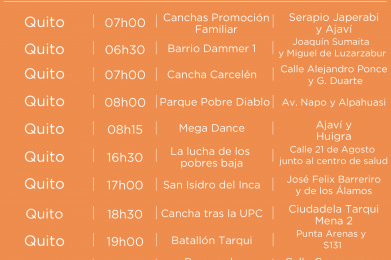 Quito 07h00 Canchas Promoción Familiar Serapio Japerabi y Ajaví
Quito 06h30 Barrio Dammer 1 Joaquín Sumaita y Miguel de Luzarzabur
Quito 07h00 Cancha Carcelén Calle Alejandro Ponce y G. Duarte
Quito 08h00 Parque Pobre Diablo Av. Napo y Alpahuasi
Quito 08h15 Mega Dance Ajaví y Huigra
Quito 16h30 La lucha de los pobres baja Calle 21 de Agosto junto al centro de salud
Quito 17h00 San Isidro del Inca José Felix Barreriro y de los Álamos
Quito 18h30 Cancha tras la UPC Ciudadela Tarqui Mena 2
Quito 19h00 Batallón Tarqui Punta Arenas y S131